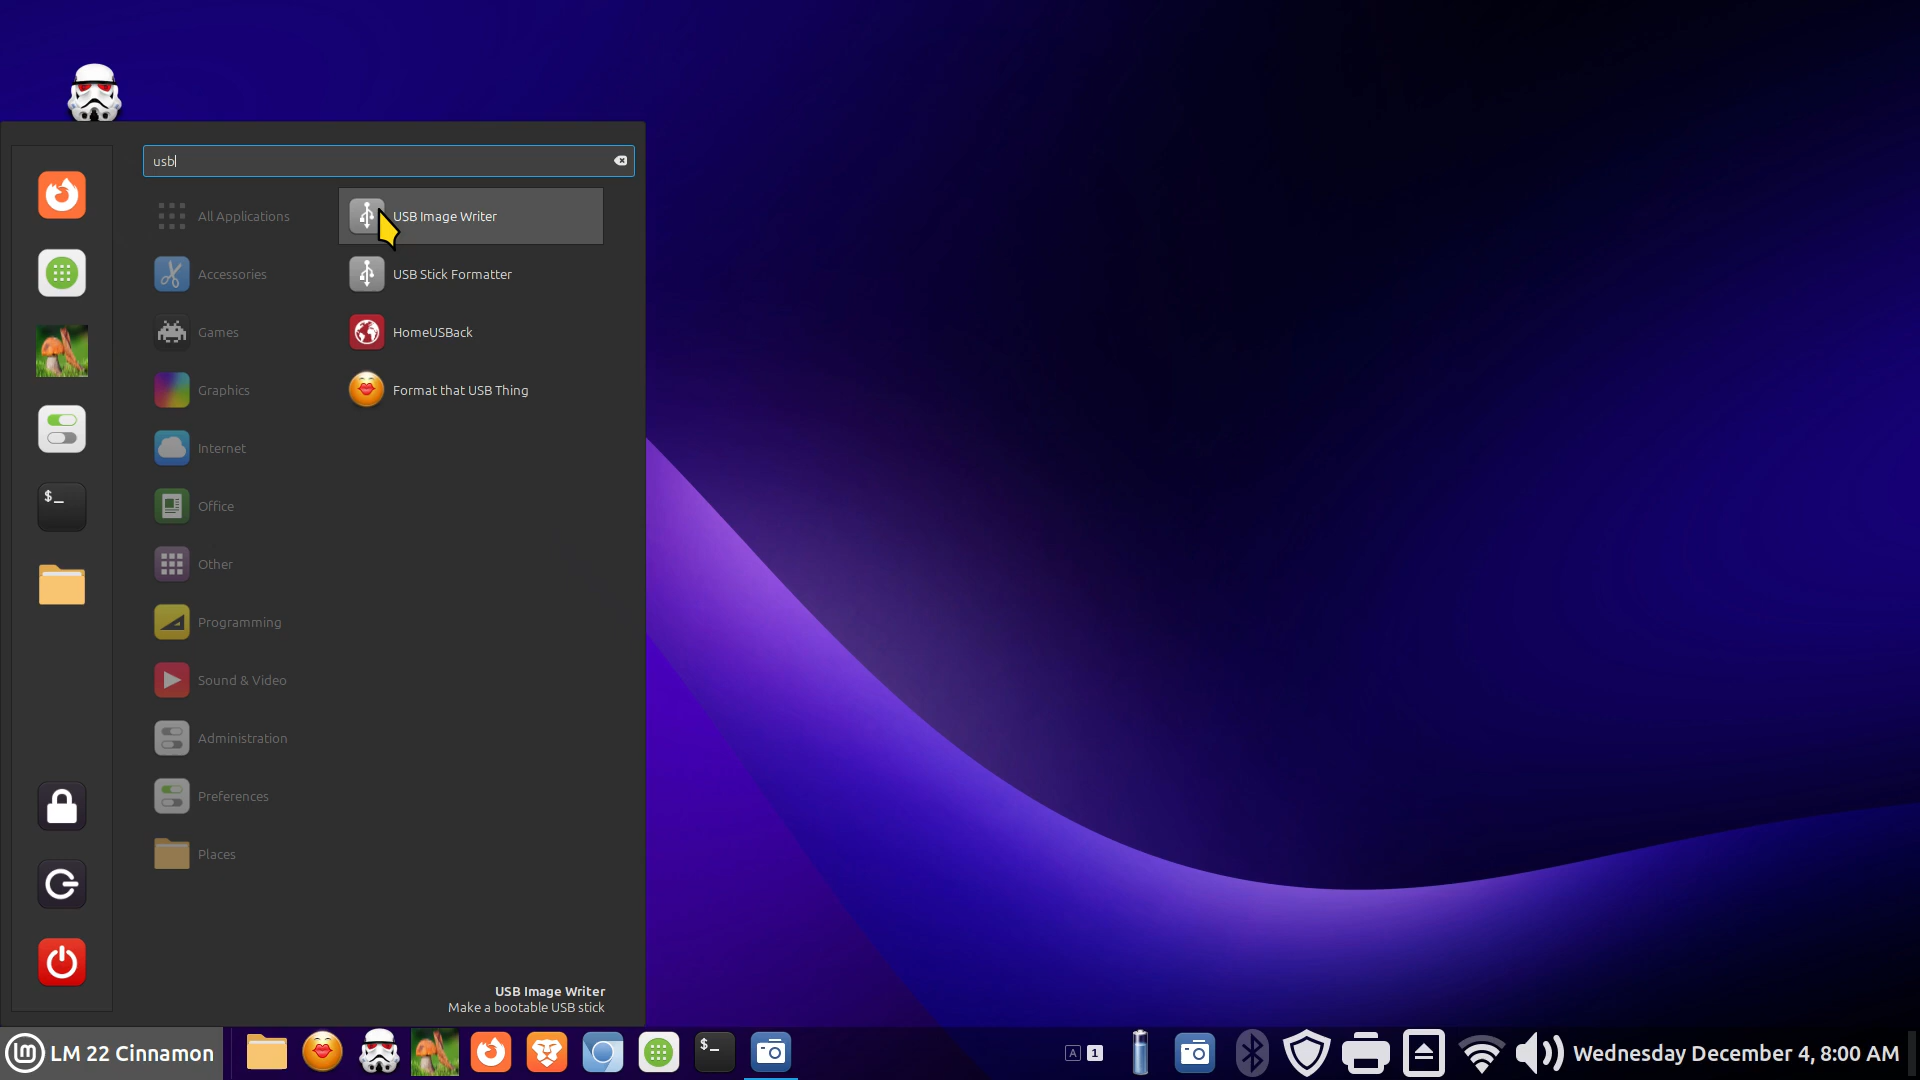 usb
All Applications
Accessories
Games
Graphics
Internet
Office
Other
Programming
Sound & Video
Administration
Preferences
Places
USB Image Writer
USB Stick Formatter
HomeUSBack
Format that USB Thing
$_
USB Image Writer
Make a bootable USB stick
LM 22 Cinnamon
$_
A
1
Wednesday December 4, 8:00 AM